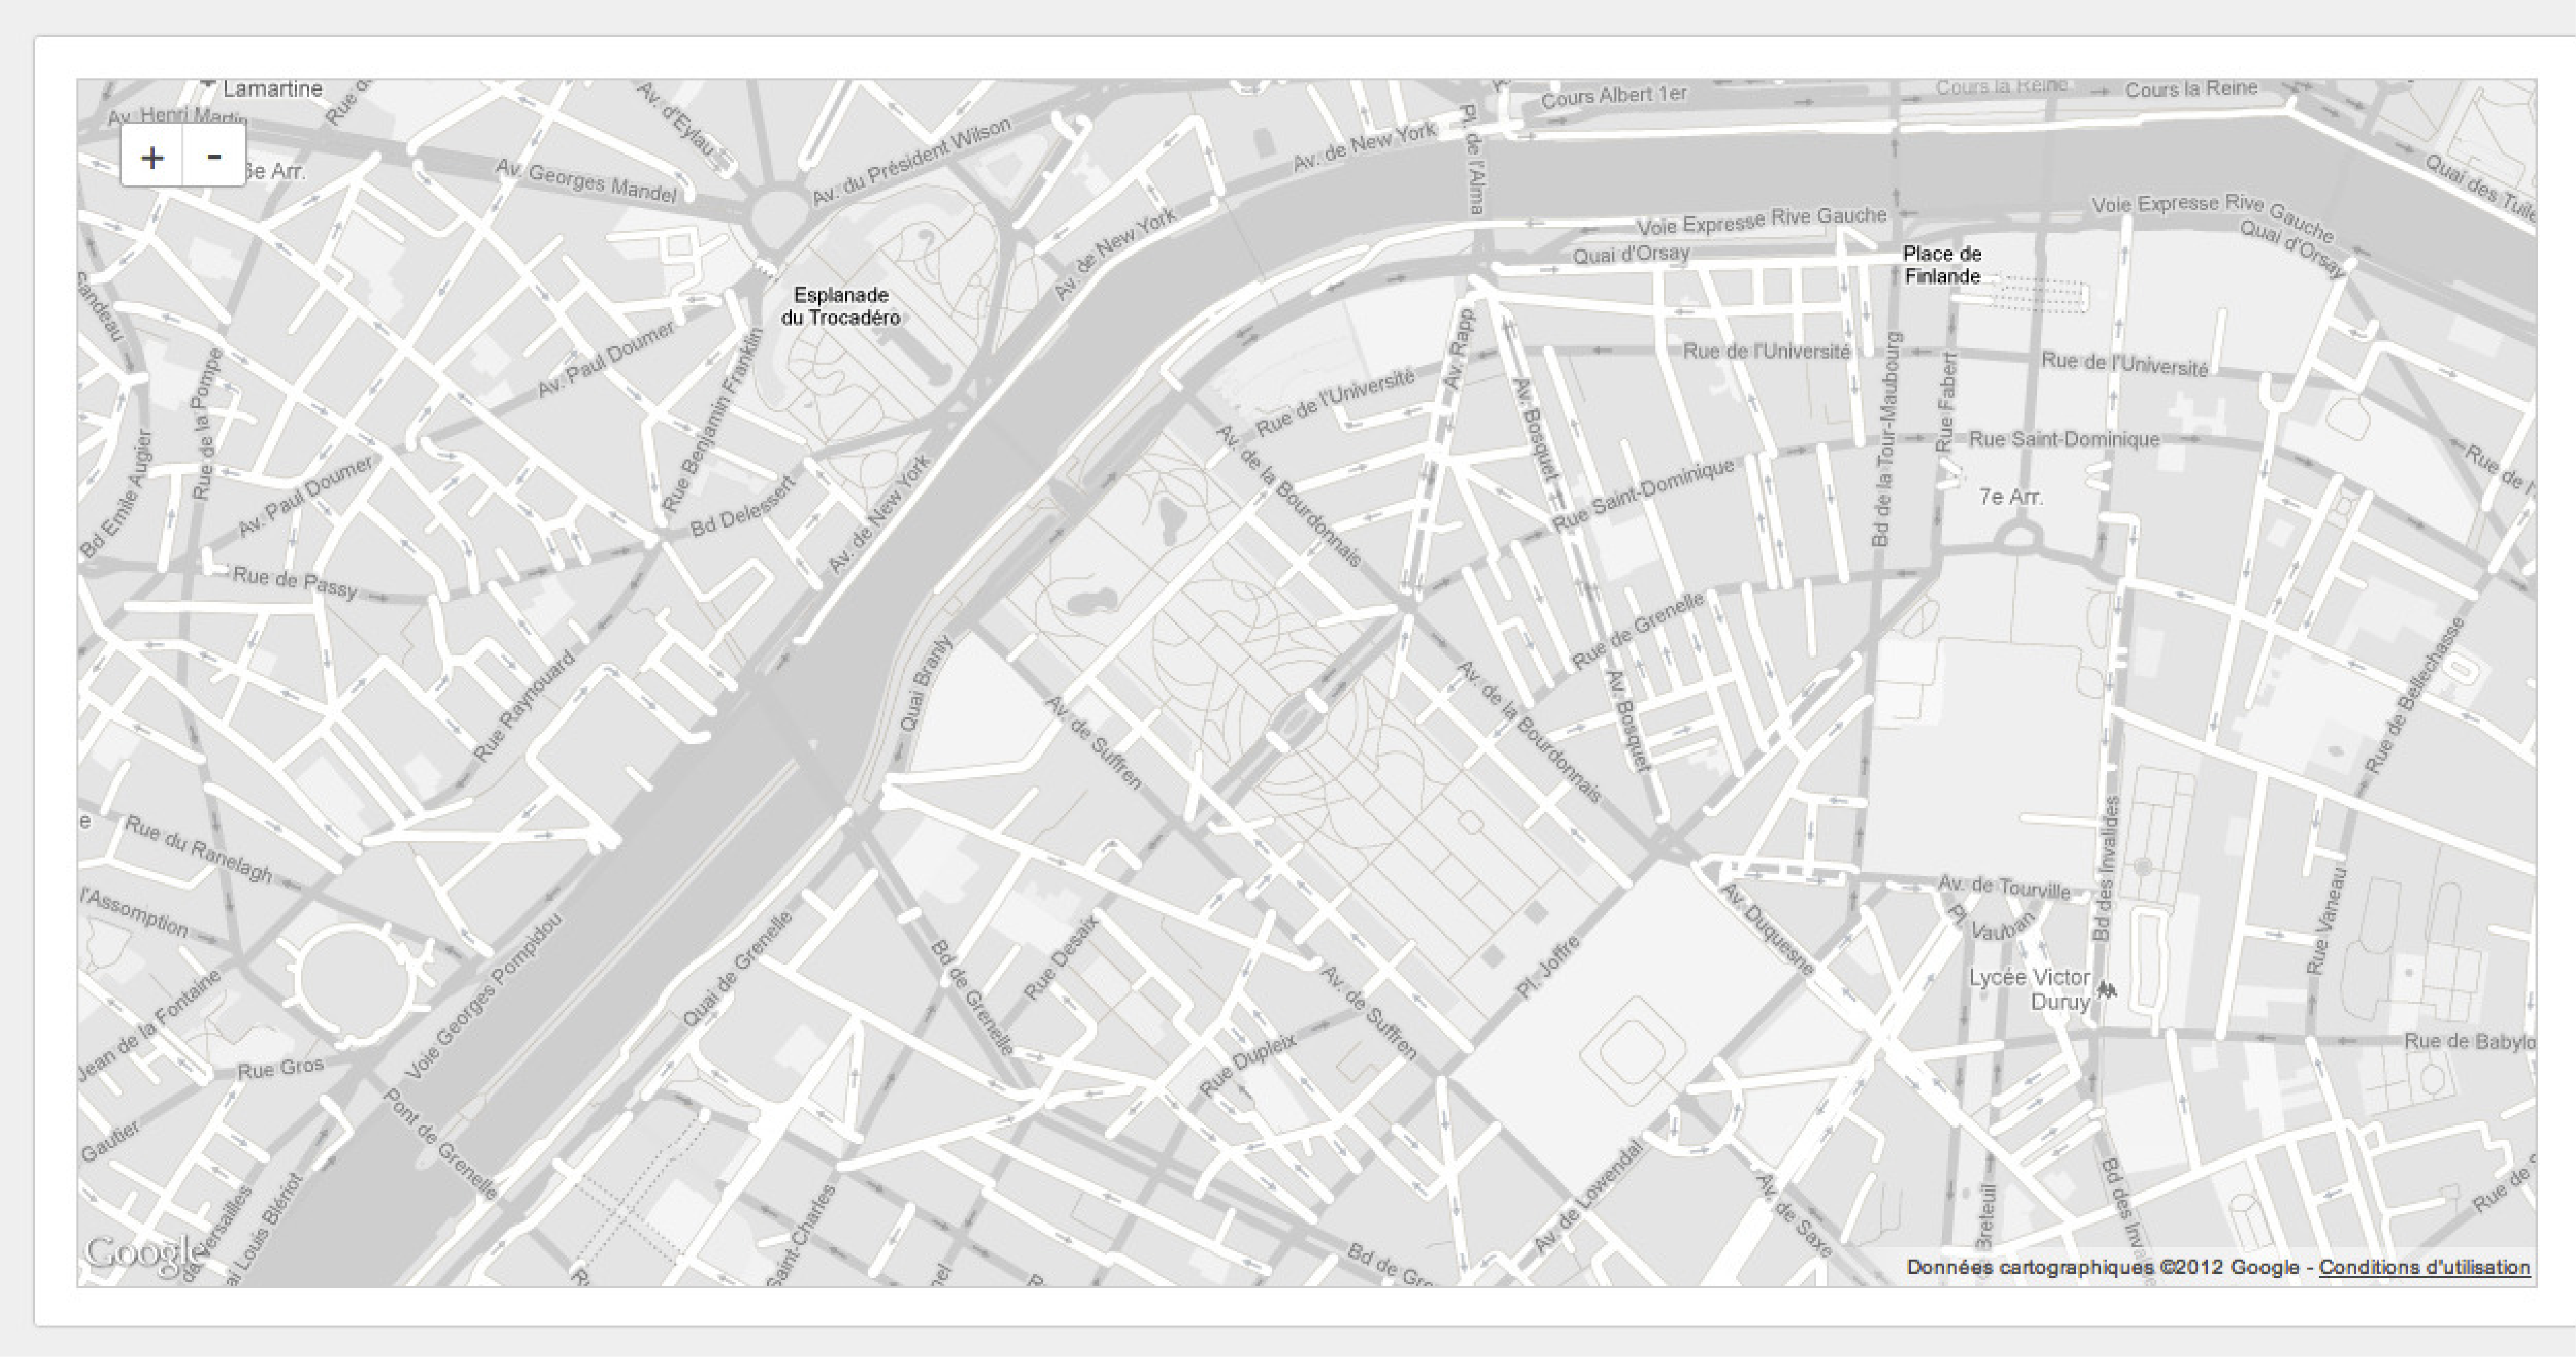 Lamartine
Av. Henri Martin
Av. d'Eylau
Av. Georges Mandel
Av. du Président Wilson
Av. de New York
Pl. de l'Alma
Cours Albert 1er
Cours la Reine
Cours la Reine
Quai des Tuile
+ -
6e Arr.
Voie Expresse Rive Gauche
Voie Expresse Rive Gauche
Quai d'Orsay
Quai d'Orsay
Av. de New York
Place de
Finlande
Esplanade
du Trocadéro
Sandeau
Av. Paul Doumer
Rue Benjamin Franklin
Rue de la Pompe
Av. Rapp
Rue de l'Université
Rue de l'Université
Rue de l'Université
Bd de la Tour-Maubourg
Rue Fabert
Av. Bosquet
Av. de la Bourdonnais
Rue Saint-Dominique
Rue Saint-Dominique
7e Arr.
Bd Emile Augier
Av. Paul Doumer
Bd Delessert
Av. de New York
Rue de Passy
Rue de Grenelle
Quai Branly
Rue Raynouard
Av. de Suffren
Av. de la Bourdonnais
Av. Bosquet
Rue de Bellechasse
e
Rue du Ranelagh
l'Assomption
Bd des Invalides
Av. de Tourville
Pl. Vauban
Av. Duquesne
Rue Vaneau
Lycée Victor
Duruy
Pl. Joffre
Quai de Grenelle
Bd de Grenelle
Rue Desaix
Av. de Suffren
Voie Georges Pompidou
Jean de la Fontaine
Rue Gros
Rue Dupleix
Rue de Babylo
Pont de Grenelle
Gautier
Av. de Lowendal
Av. de Saxe
Breteuil
Bd des Inva
Saint-Charles
Bd de Gre
Google
Données cartographiques ©2012 Google - Conditions d'utilisation